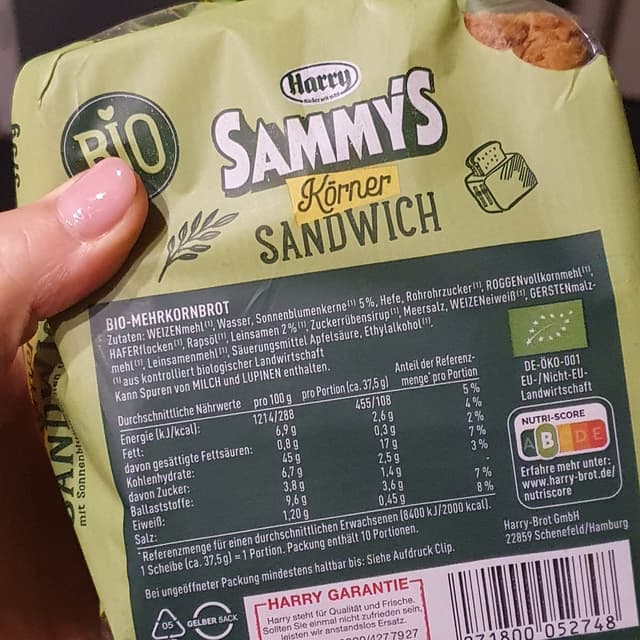 Harry
BIO
SAMMY'S
Körner
SANDWICH
375g
BIO-MEHRKORNBROT
Zutaten: WEIZENmehl⁽¹⁾, Wasser, Sonnenblumenkerne⁽¹⁾ 5%, Hefe, Rohrohrzucker⁽¹⁾, ROGGENvollkornmehl⁽¹⁾,
HAFERflocken⁽¹⁾, Rapsöl⁽¹⁾, Leinsamen 2%⁽¹⁾, Zuckerrübensirup⁽¹⁾, Meersalz, WEIZENeiweiß⁽¹⁾, GERSTENmalz-
mehl⁽¹⁾, Leinsamenmehl⁽¹⁾, Säuerungsmittel Apfelsäure, Ethylalkohol⁽¹⁾.
⁽¹⁾ aus kontrolliert biologischer Landwirtschaft
Kann Spuren von MILCH und LUPINEN enthalten.
Durchschnittliche Nährwerte pro 100 g pro Portion (ca. 37,5 g) Anteil der Referenz-
menge* pro Portion
Energie (kJ/kcal): 1214/288 455/108 5 %
Fett: 6,9 g 2,6 g 4 %
davon gesättigte Fettsäuren: 0,8 g 0,3 g 2 %
Kohlenhydrate: 45 g 17 g 7 %
davon Zucker: 6,7 g 2,5 g 3 %
Ballaststoffe: 3,8 g 1,4 g
Eiweiß: 9,6 g 3,6 g 7 %
Salz: 1,20 g 0,45 g 8 %
*Referenzmenge für einen durchschnittlichen Erwachsenen (8400 kJ/2000 kcal).
1 Scheibe (ca. 37,5 g) = 1 Portion. Packung enthält 10 Portionen.
Bei ungeöffneter Packung mindestens haltbar bis: Siehe Aufdruck Clip.
DE-ÖKO-001
EU-/Nicht-EU-
Landwirtschaft
NUTRI-SCORE
A B C D E
Erfahre mehr unter:
www.harry-brot.de/
nutriscore
Harry-Brot GmbH
22859 Schenefeld/Hamburg
05
GELBER SACK
HARRY GARANTIE
Harry steht für Qualität und Frische.
Sollten Sie einmal nicht zufrieden sein,
leisten wir anstandslos Ersatz.
4277927
071800 052748
mit Sonnenbl